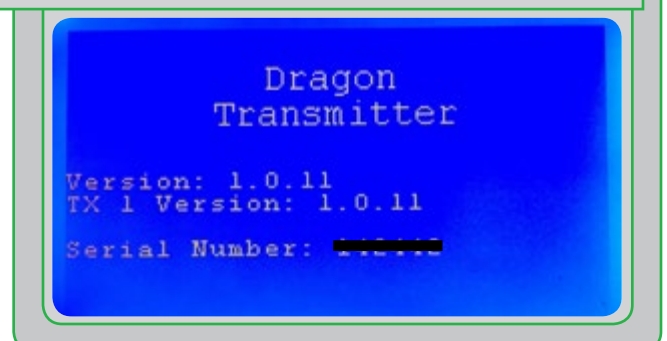 Dragon
Transmitter
Version: 1.0.11
TX 1 Version: 1.0.11
Serial Number: